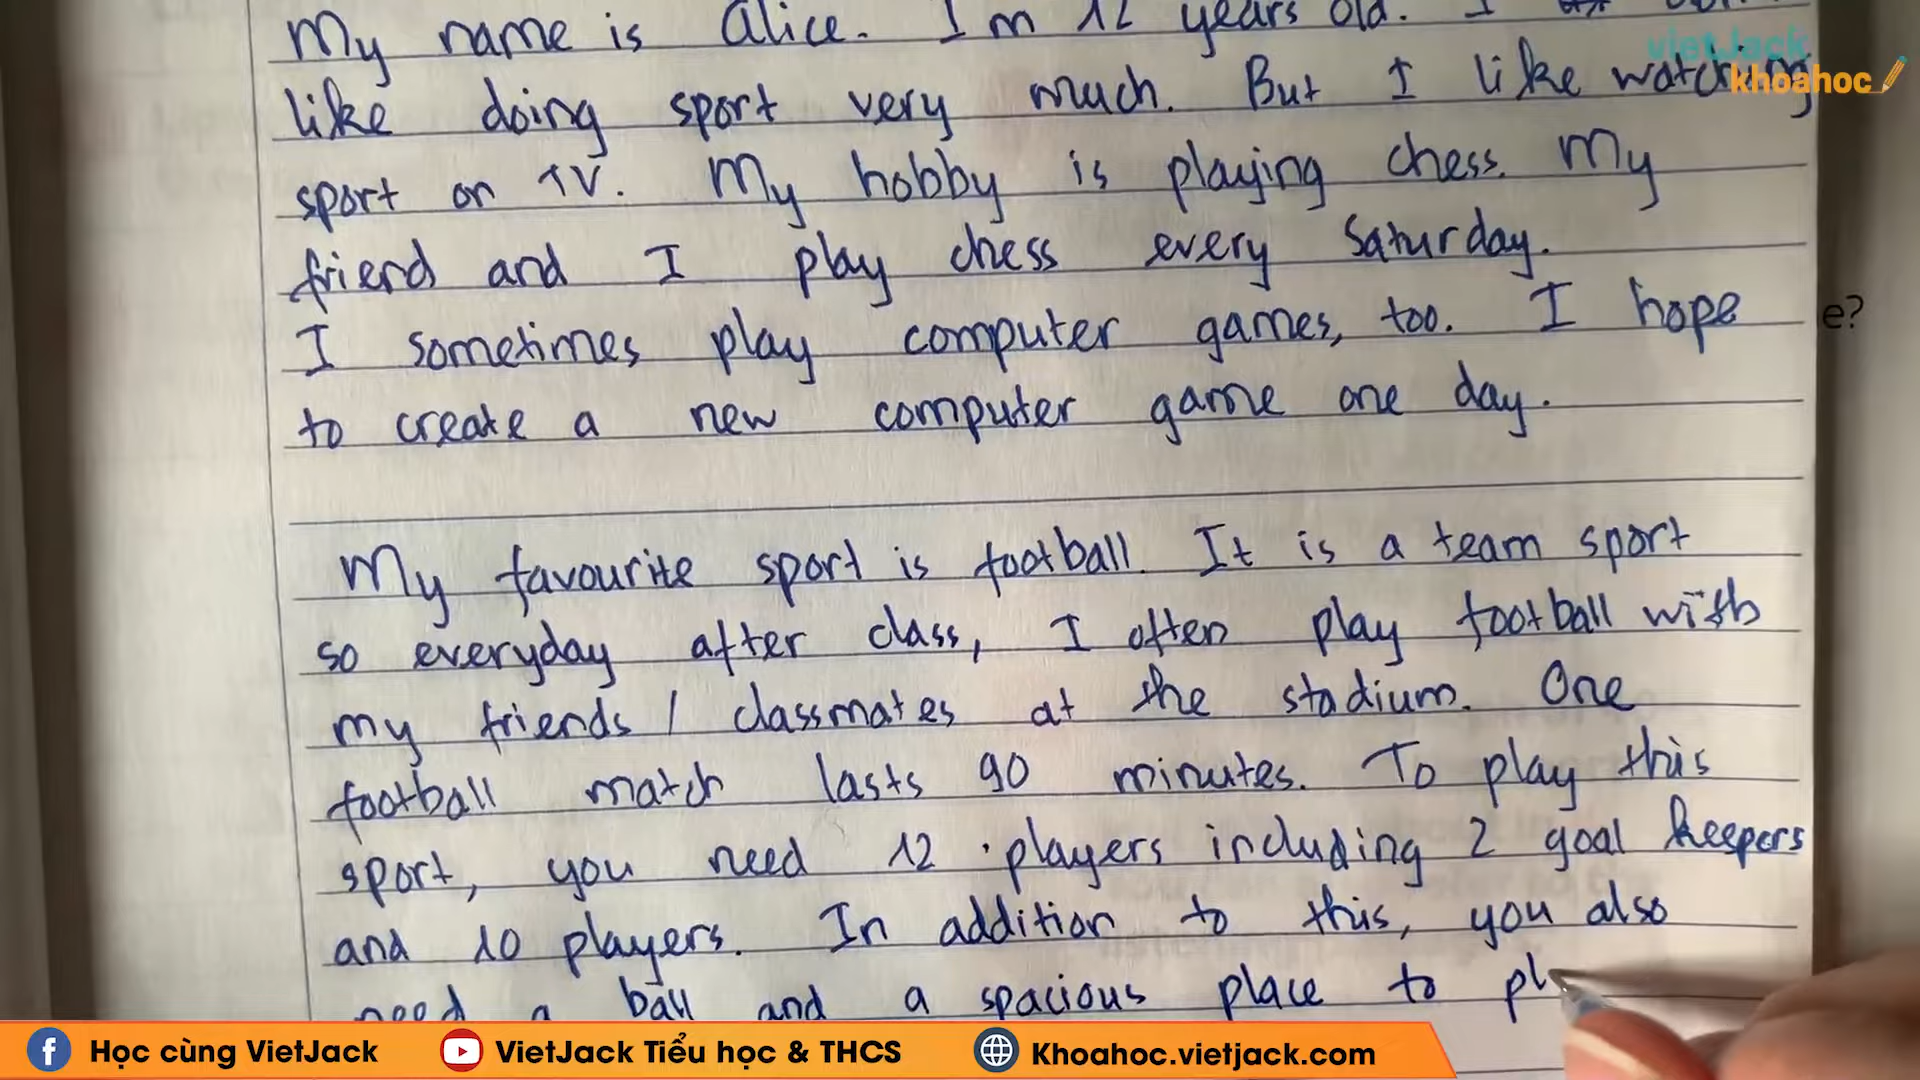 My name is Alice. I'm 12 years old. I
like doing sport very much. But I like watching
sport on TV. My hobby is playing chess. My
friend and I play chess every Saturday.
I sometimes play computer games, too. I hope
to create a new computer game one day.
My favourite sport is football. It is a team sport
so everyday after class, I often play football with
my friends / classmates at the stadium. One
football match lasts 90 minutes. To play this
sport, you need 12 players including 2 goal keepers
and 10 players. In addition to this, you also
need a ball and a spacious place to pl
e?
vietJack
khoahoc
Học cùng VietJack
VietJack Tiểu học & THCS
Khoahoc.vietjack.com